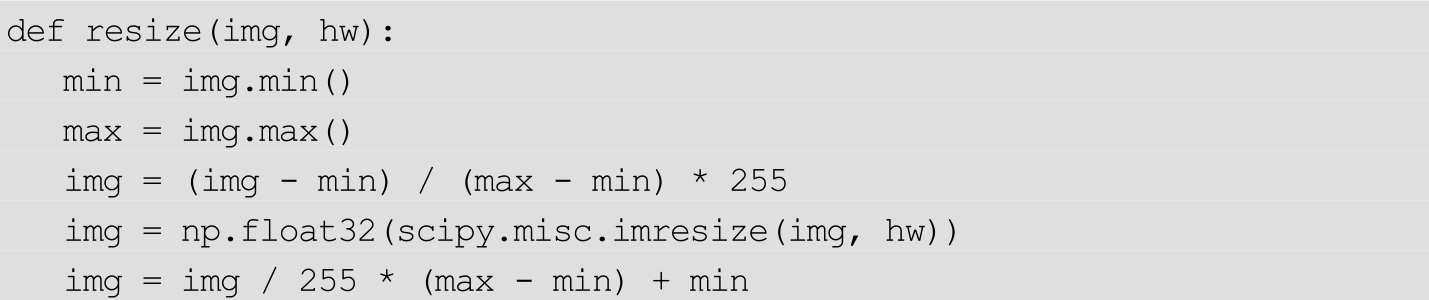 def resize(img, hw):
   min = img.min()
   max = img.max()
   img = (img - min) / (max - min) * 255
   img = np.float32(scipy.misc.imresize(img, hw))
   img = img / 255 * (max - min) + min